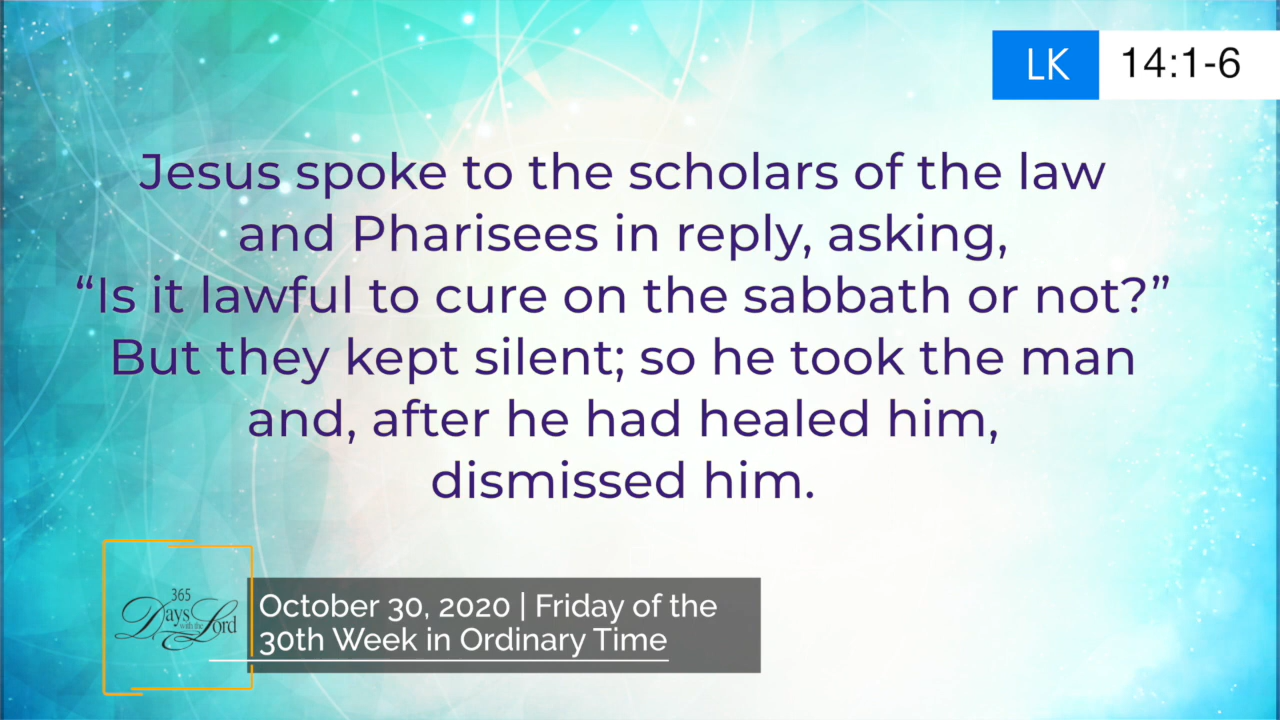 LK 14:1-6
Jesus spoke to the scholars of the law
and Pharisees in reply, asking,
“Is it lawful to cure on the sabbath or not?”
But they kept silent; so he took the man
and, after he had healed him,
dismissed him.
365
Days with the Lord
October 30, 2020 | Friday of the
30th Week in Ordinary Time